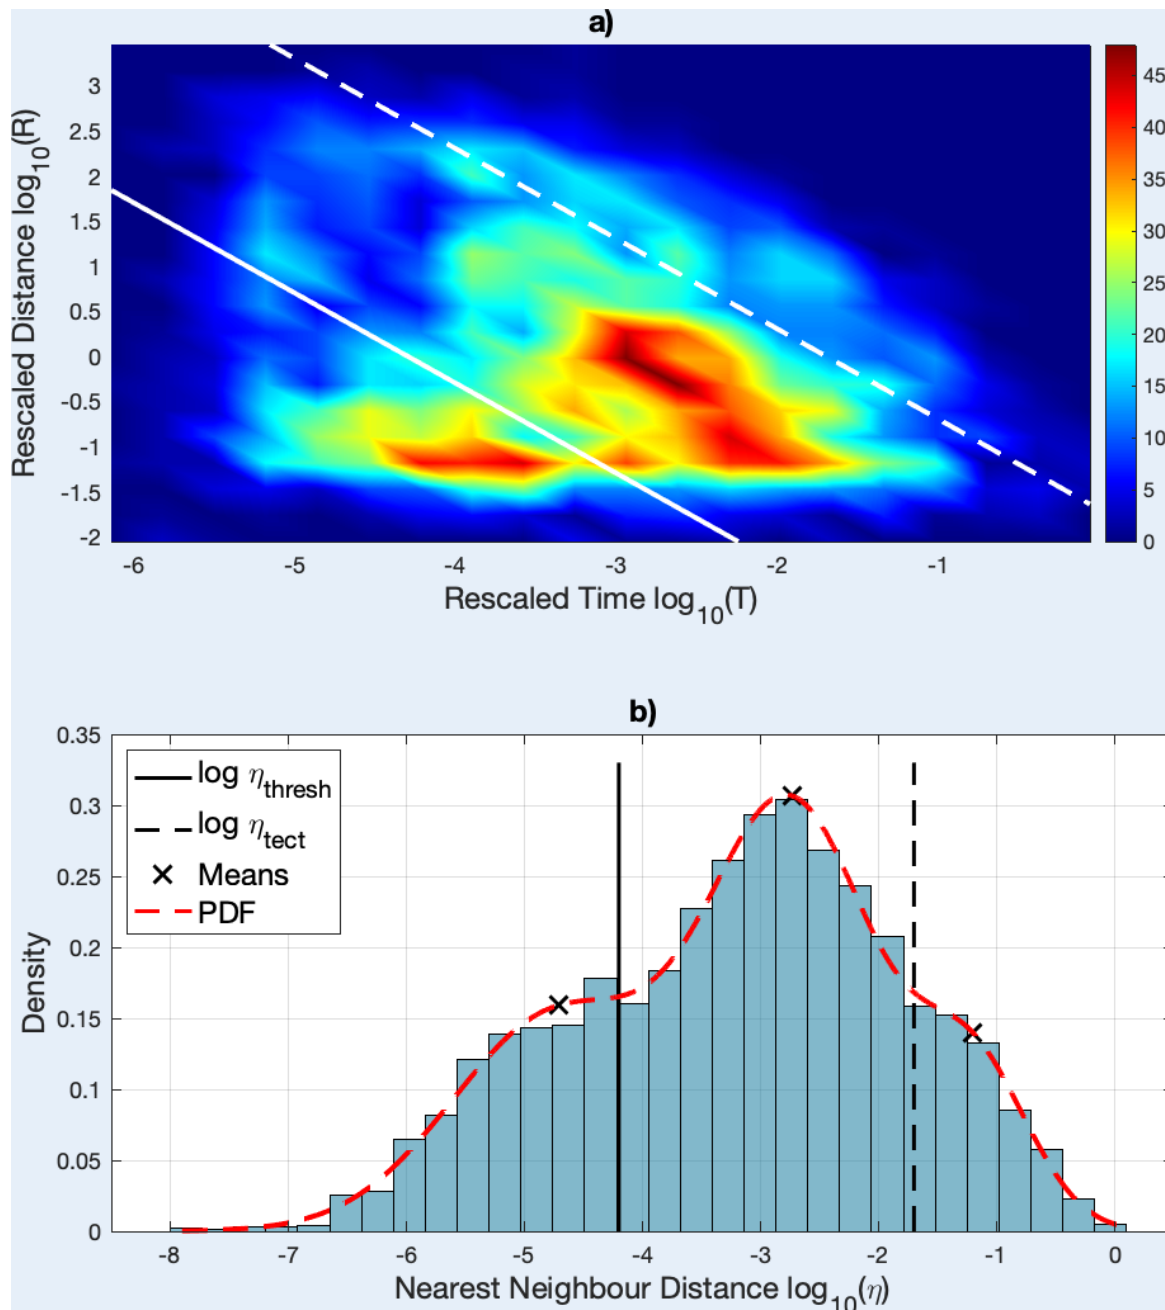 a)
Rescaled Distance log10(R)
3
2.5
2
1.5
1
0.5
0
-0.5
-1
-1.5
-2
-6 -5 -4 -3 -2 -1
Rescaled Time log10(T)
45
40
35
30
25
20
15
10
5
0
b)
Density
0.35
0.3
0.25
0.2
0.15
0.1
0.05
0
log ηthresh
log ηtect
Means
PDF
-8 -7 -6 -5 -4 -3 -2 -1 0
Nearest Neighbour Distance log10(η)